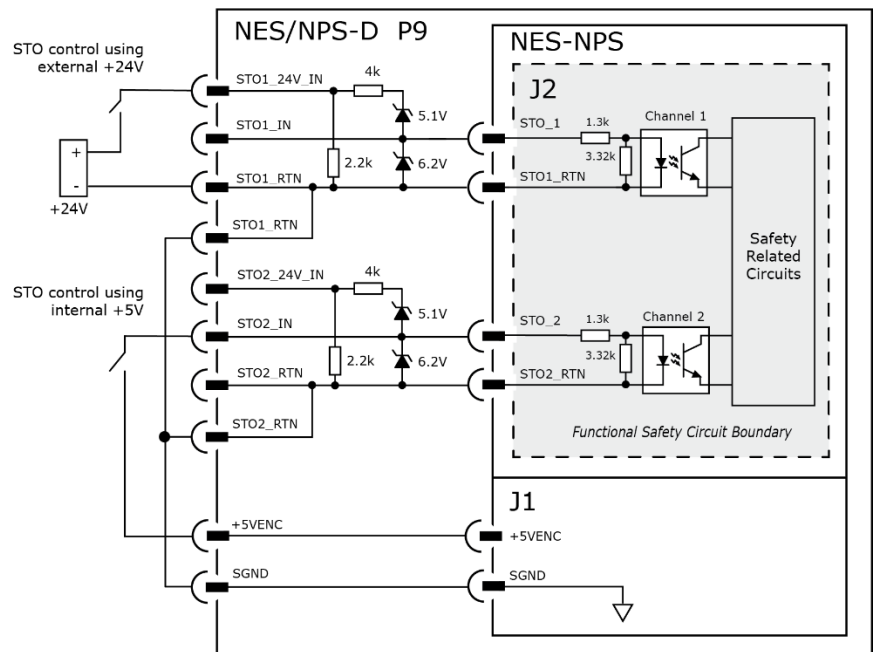 NES/NPS-D P9
NES-NPS
STO control using
external +24V
+
-
+24V
STO1_24V_IN
4k
5.1V
STO1_IN
2.2k
6.2V
STO1_RTN
STO1_RTN
J2
STO_1
1.3k
Channel 1
3.32k
STO1_RTN
Safety
Related
Circuits
STO control using
internal +5V
STO2_24V_IN
4k
5.1V
STO2_IN
2.2k
6.2V
STO2_RTN
STO2_RTN
STO_2
1.3k
Channel 2
3.32k
STO2_RTN
Functional Safety Circuit Boundary
J1
+5VENC
+5VENC
SGND
SGND